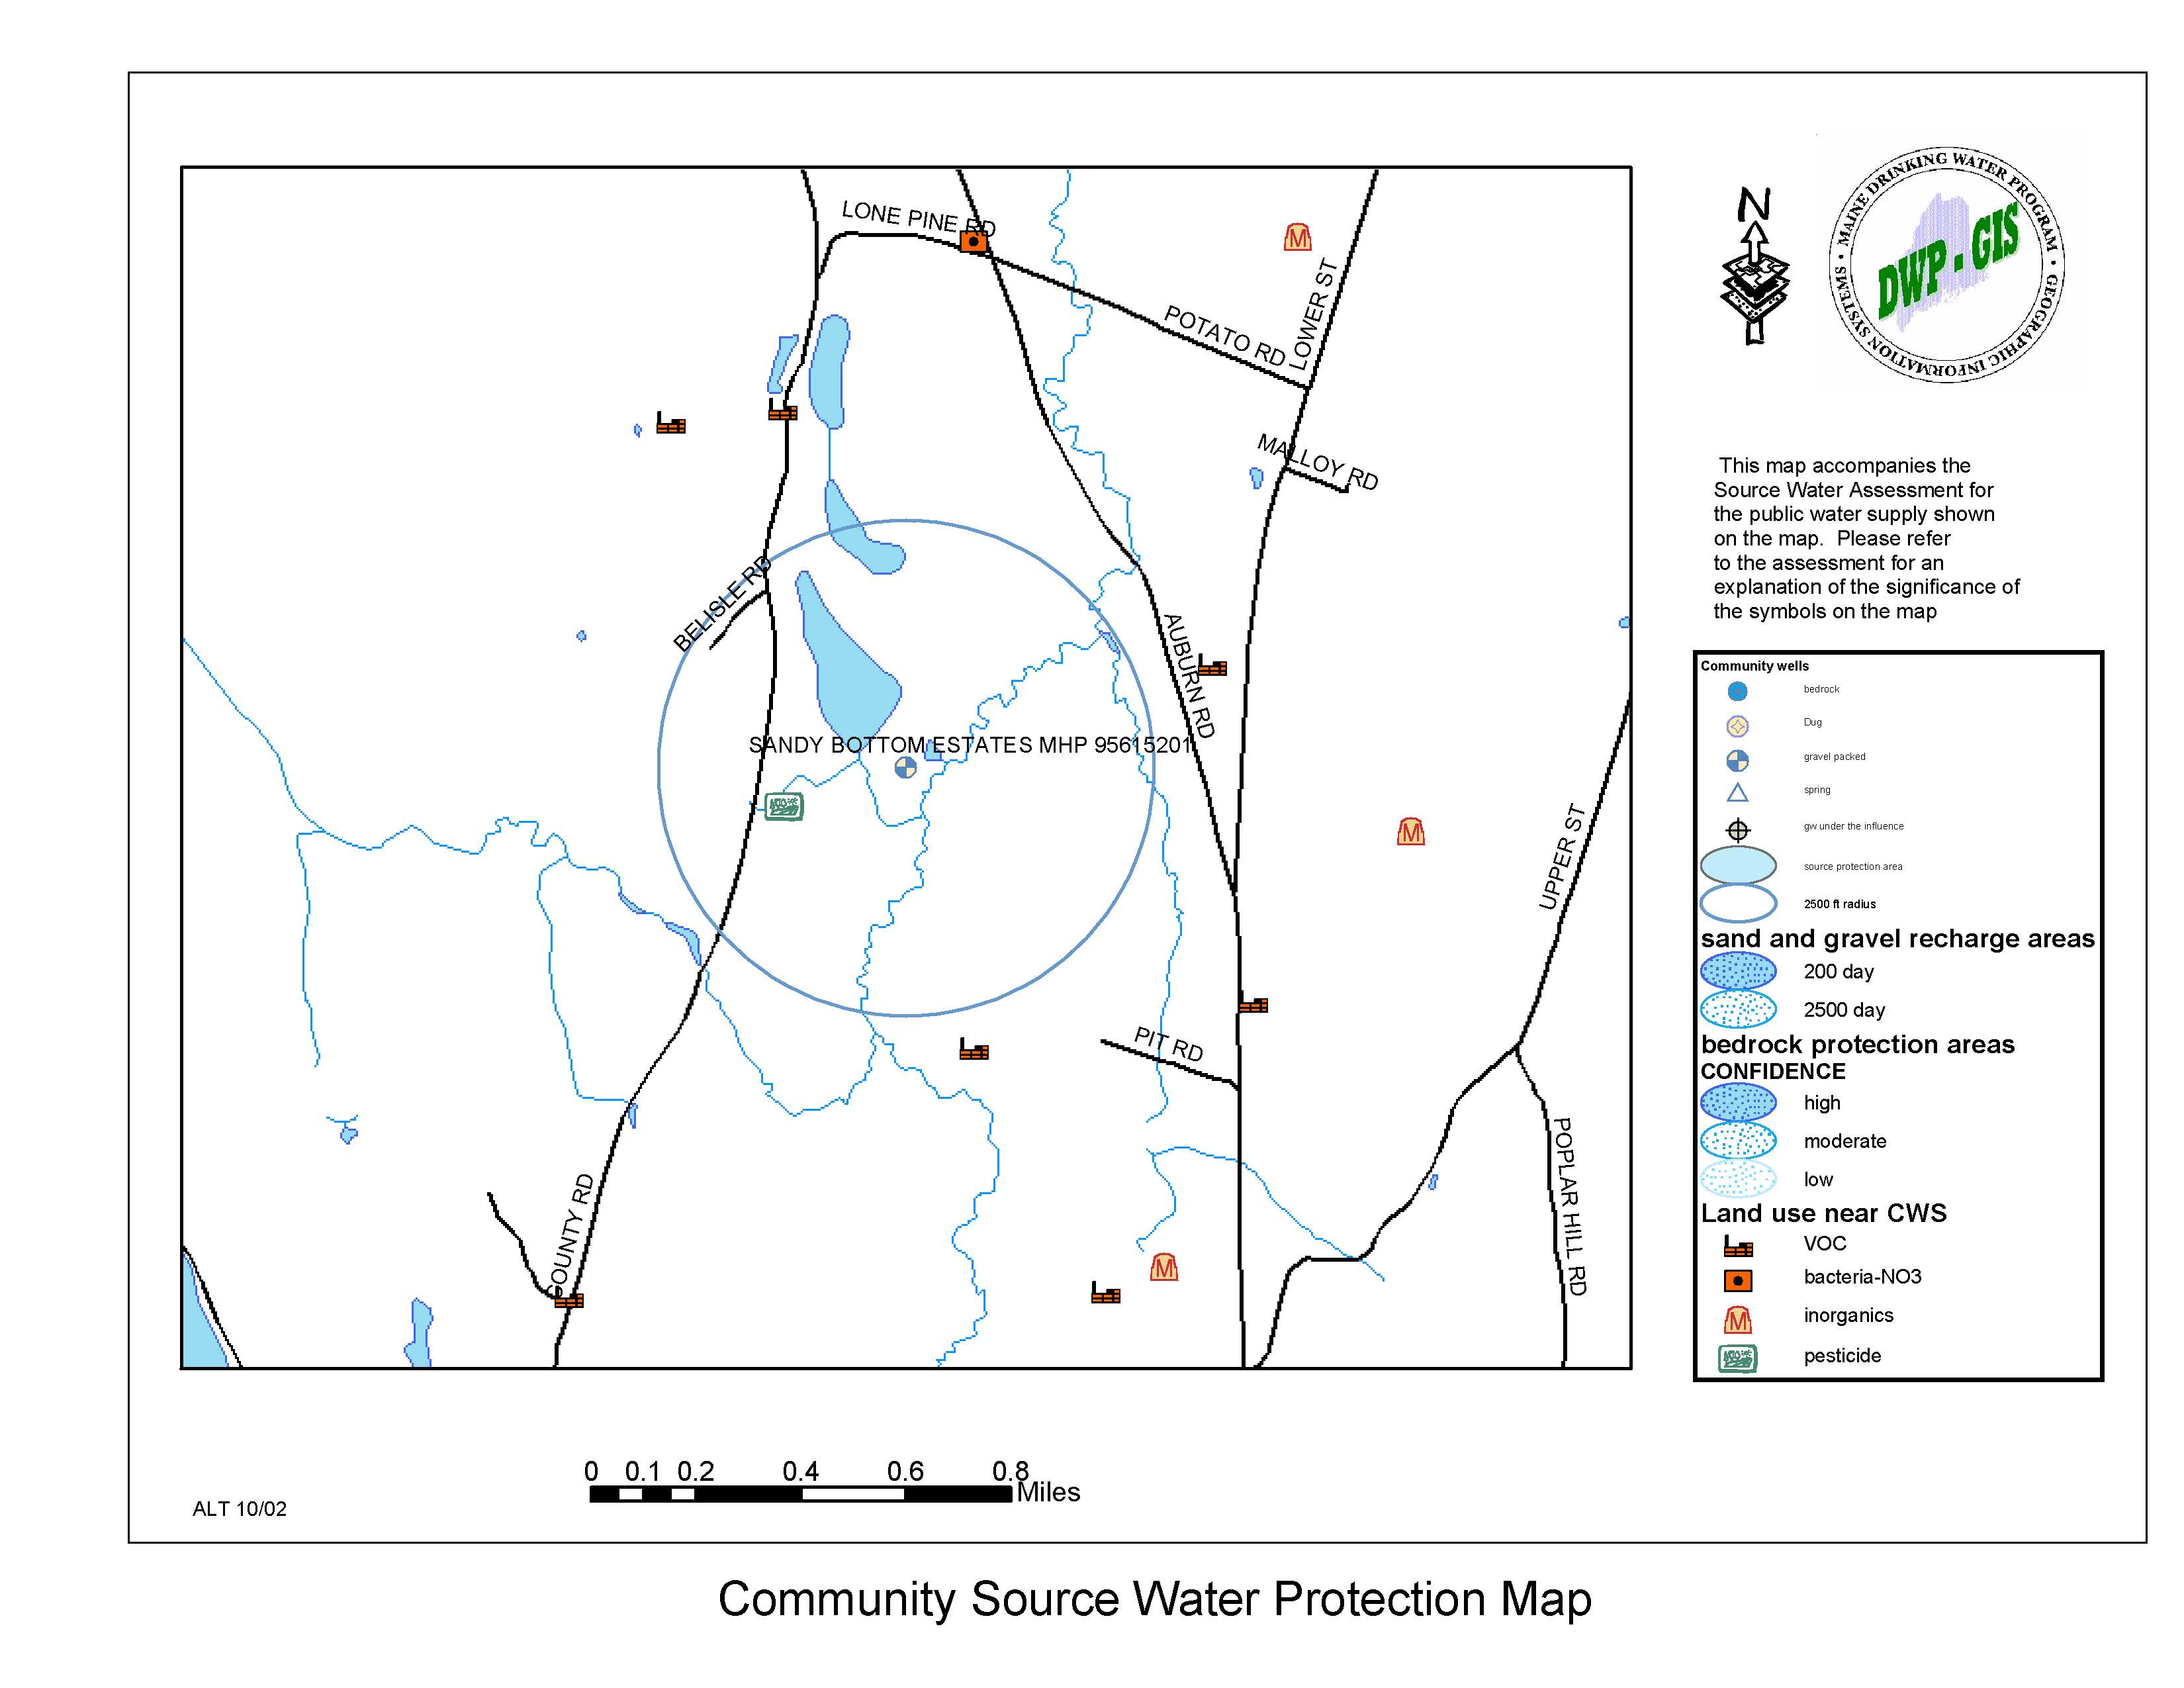 LONE PINE RD
POTATO RD
LOWER ST
MALLOY RD
BELISLE RD
AUBURN RD
SANDY BOTTOM ESTATES MHP 95615201
UPPER ST
PIT RD
POPLAR HILL RD
COUNTY RD
M
M
M
N
MAINE DRINKING WATER PROGRAM • GEOGRAPHIC INFORMATION SYSTEMS •
DWP - GIS
This map accompanies the
Source Water Assessment for
the public water supply shown
on the map. Please refer
to the assessment for an
explanation of the significance of
the symbols on the map
Community wells
bedrock
Dug
gravel packed
spring
gw under the influence
source protection area
2500 ft radius
sand and gravel recharge areas
200 day
2500 day
bedrock protection areas
CONFIDENCE
high
moderate
low
Land use near CWS
VOC
bacteria-NO3
M inorganics
pesticide
0 0.1 0.2 0.4 0.6 0.8
Miles
ALT 10/02
Community Source Water Protection Map